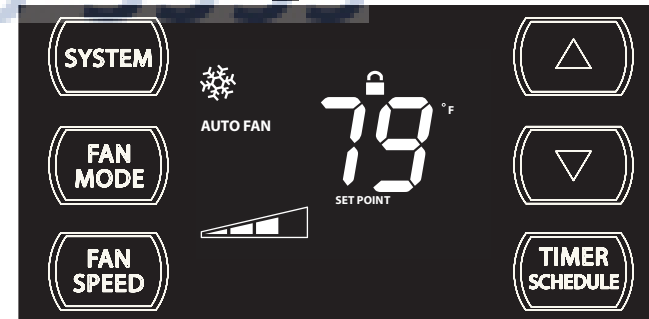 SYSTEM
AUTO FAN
79 °F
SET POINT
FAN
MODE
FAN
SPEED
TIMER
SCHEDULE